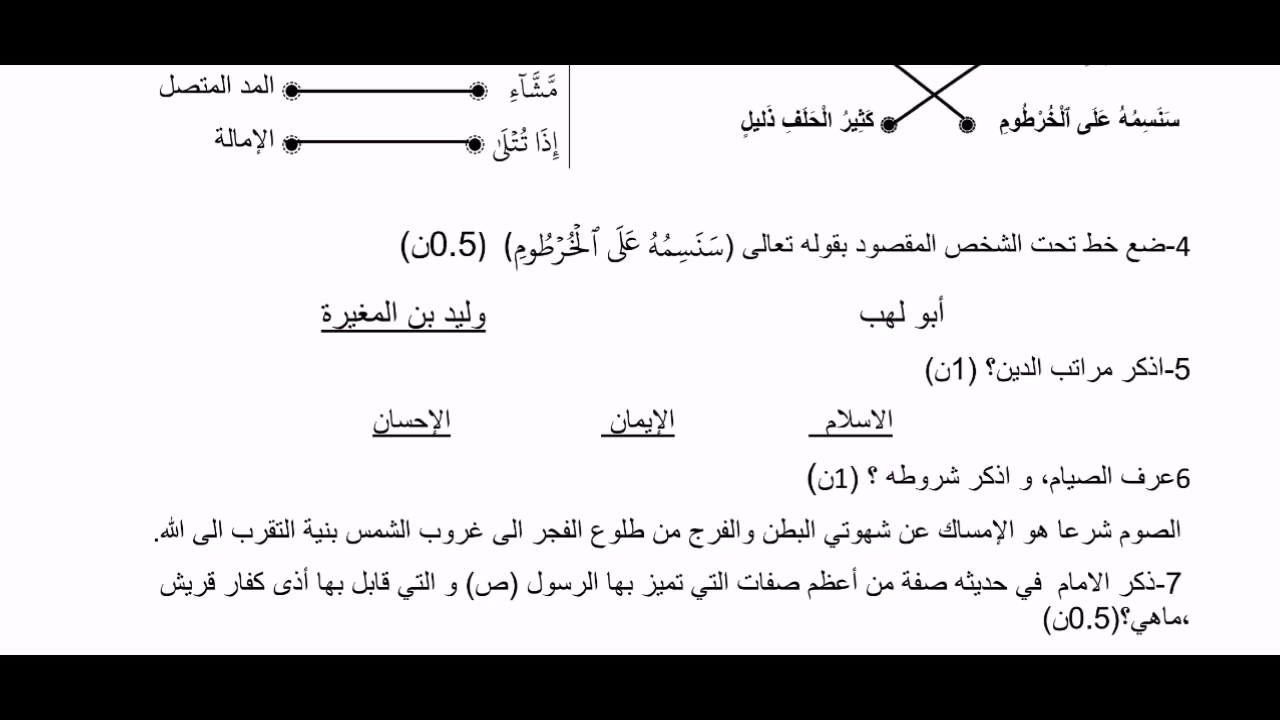 سَنَسِمُهُ عَلَى ٱلْخُرْطُومِ كَثِيرُ الْحَلَفِ ذَليلٍ
مَّشَّآءِ المد المتصل
إِذَا تُتْلَىٰ الإمالة
4-ضع خط تحت الشخص المقصود بقوله تعالى (سَنَسِمُهُ عَلَى ٱلْخُرْطُومِ) (0.5ن)
أبو لهب وليد بن المغيرة
5-اذكر مراتب الدين؟ (1ن)
الاسلام الإيمان الإحسان
6عرف الصيام، و اذكر شروطه ؟ (1ن)
الصوم شرعا هو الإمساك عن شهوتي البطن والفرج من طلوع الفجر الى غروب الشمس بنية التقرب الى الله.
7-ذكر الامام في حديثه صفة من أعظم صفات التي تميز بها الرسول (ص) و التي قابل بها أذى كفار قريش
،ماهي؟(0.5ن)